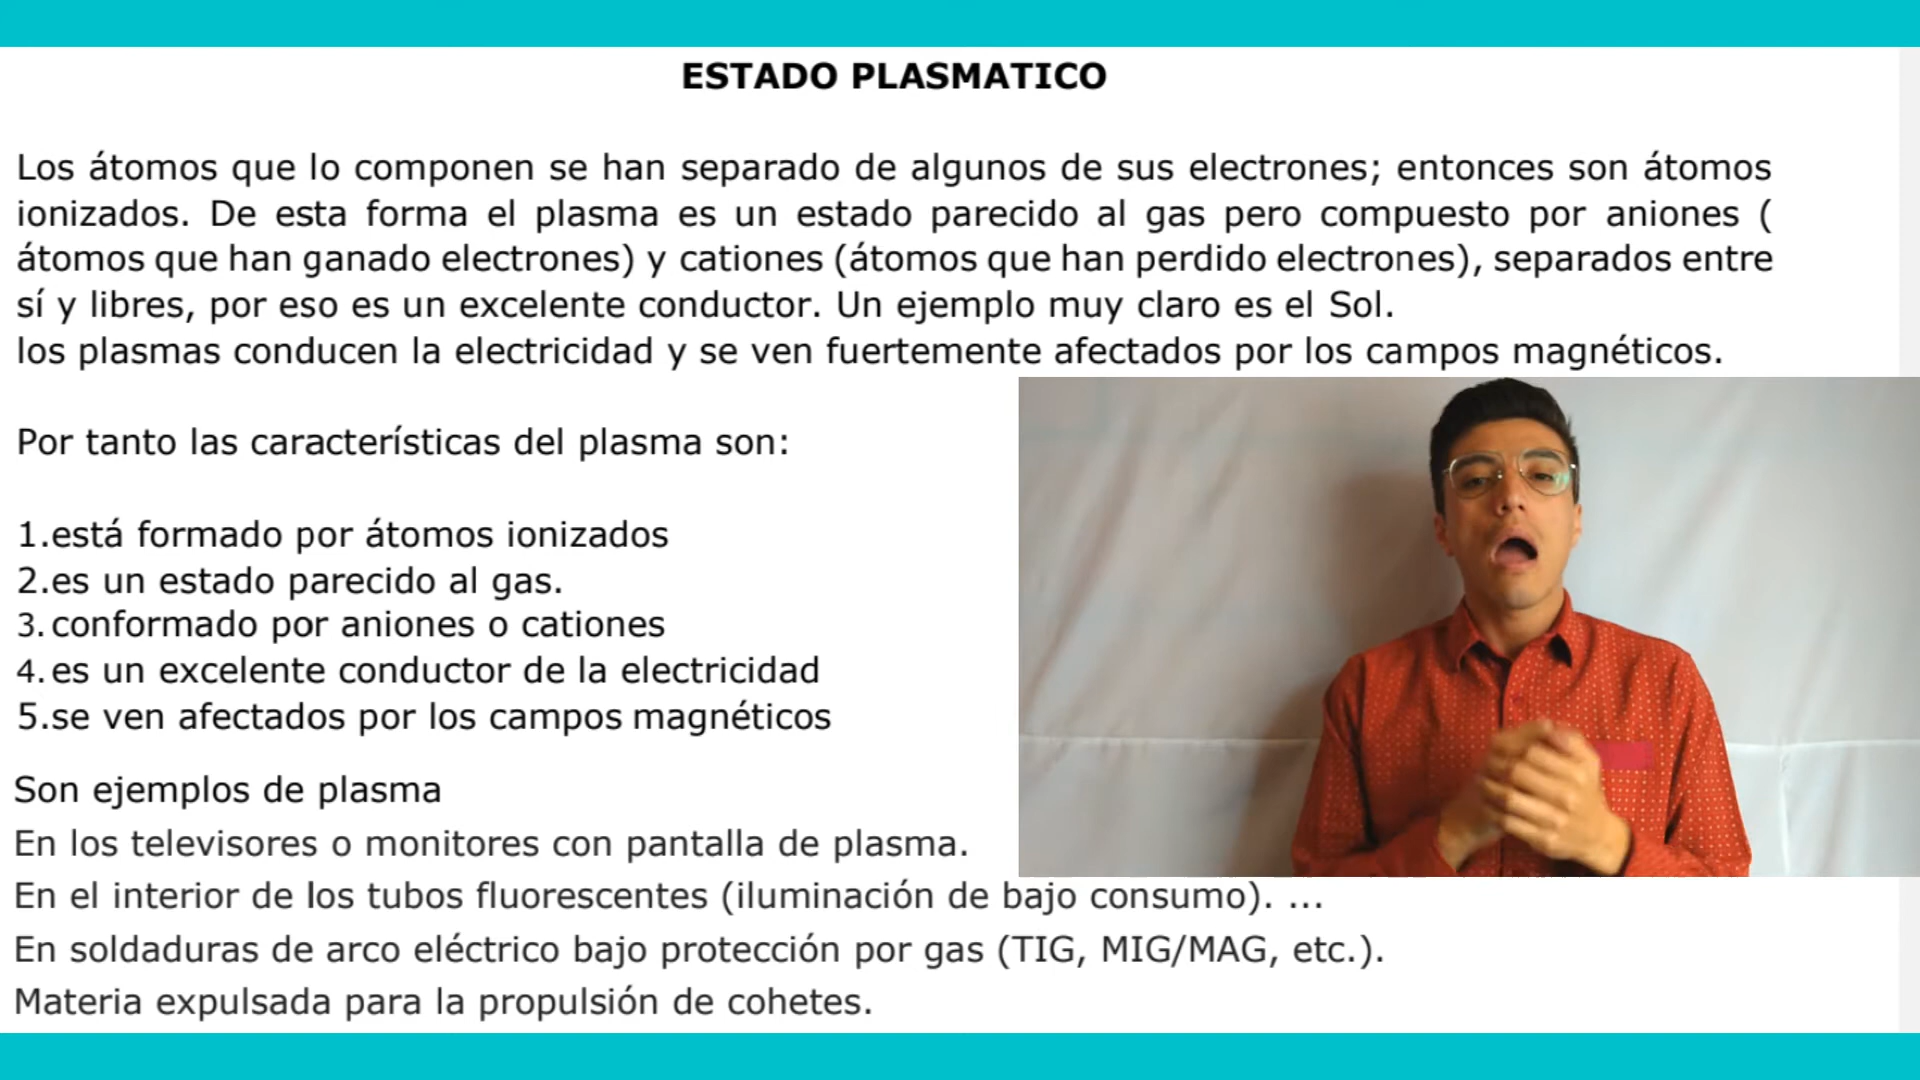 ESTADO PLASMATICO
Los átomos que lo componen se han separado de algunos de sus electrones; entonces son átomos
ionizados. De esta forma el plasma es un estado parecido al gas pero compuesto por aniones (
átomos que han ganado electrones) y cationes (átomos que han perdido electrones), separados entre
sí y libres, por eso es un excelente conductor. Un ejemplo muy claro es el Sol.
los plasmas conducen la electricidad y se ven fuertemente afectados por los campos magnéticos.
Por tanto las características del plasma son:
1.está formado por átomos ionizados
2.es un estado parecido al gas.
3. conformado por aniones o cationes
4. es un excelente conductor de la electricidad
5.se ven afectados por los campos magnéticos
Son ejemplos de plasma
En los televisores o monitores con pantalla de plasma.
En el interior de los tubos fluorescentes (iluminación de bajo consumo). ...
En soldaduras de arco eléctrico bajo protección por gas (TIG, MIG/MAG, etc.).
Materia expulsada para la propulsión de cohetes.